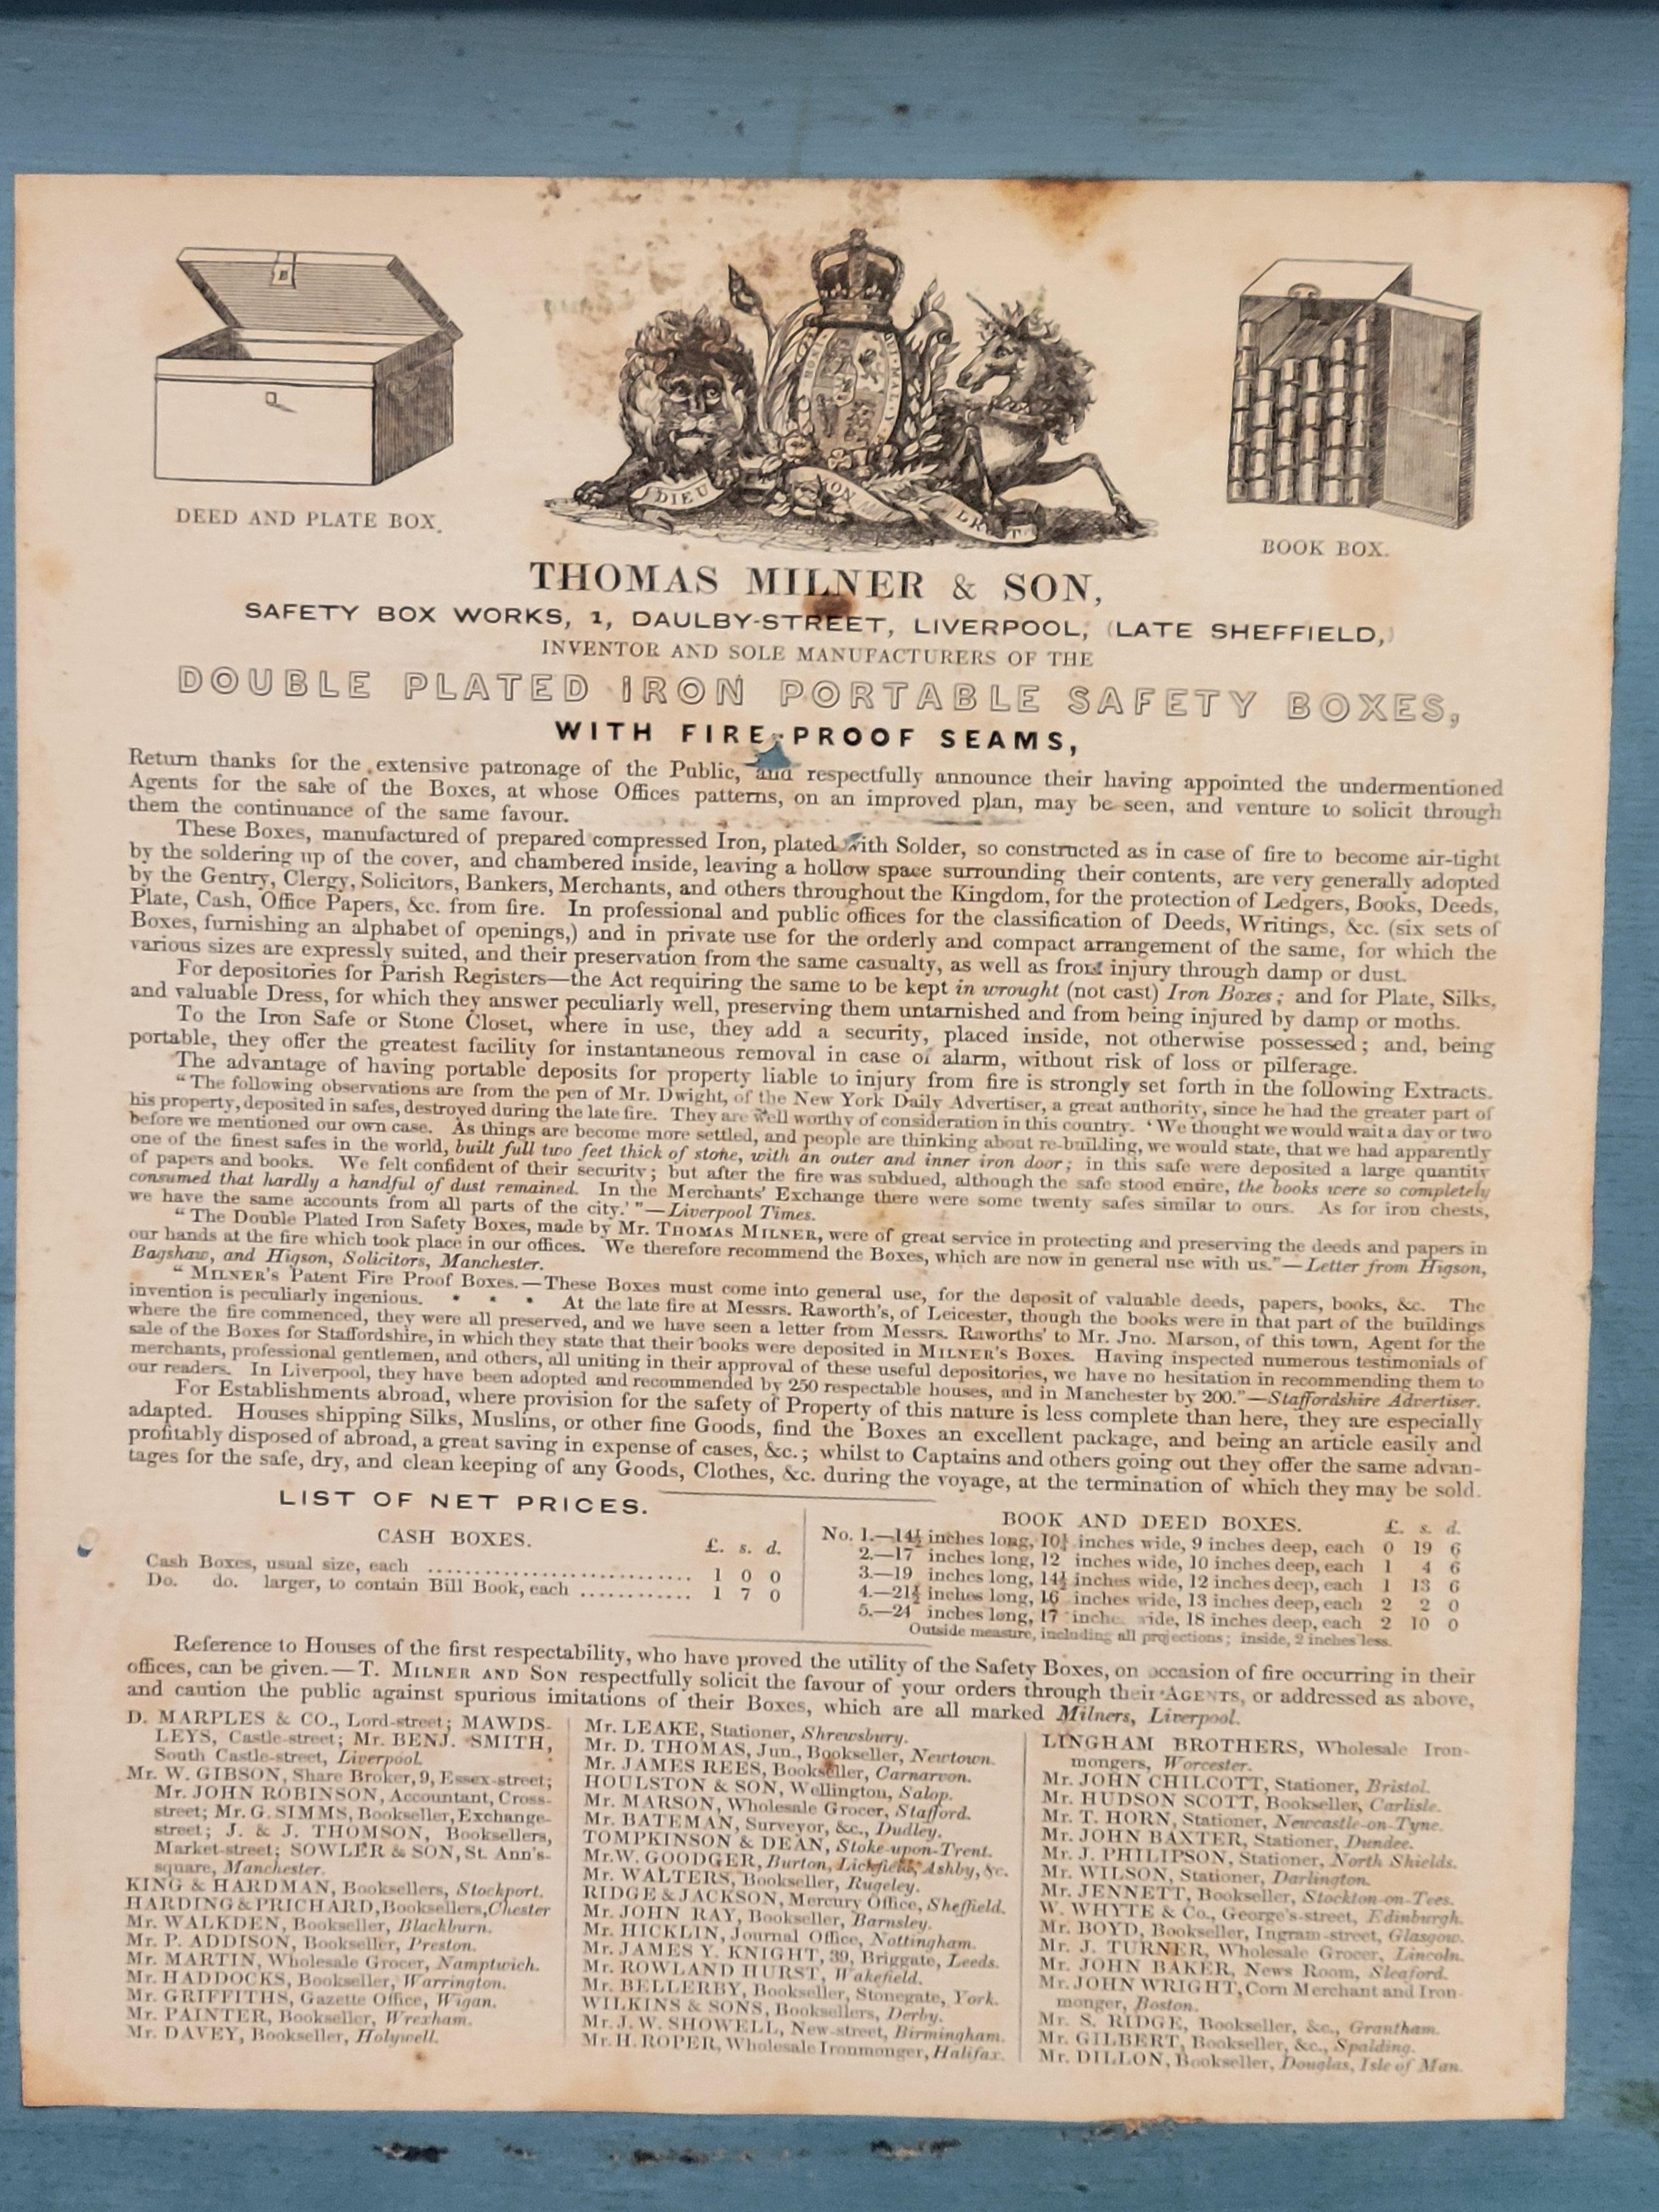 DIEU
ON
DROIT
DEED AND PLATE BOX.
BOOK BOX.
THOMAS MILNER & SON,
SAFETY BOX WORKS, 1, DAULBY-STREET, LIVERPOOL, (LATE SHEFFIELD,)
INVENTOR AND SOLE MANUFACTURERS OF THE
DOUBLE PLATED IRON PORTABLE SAFETY BOXES,
WITH FIRE-PROOF SEAMS,
Return thanks for the extensive patronage of the Public, and respectfully announce their having appointed the undermentioned
Agents for the sale of the Boxes, at whose Offices patterns, on an improved plan, may be seen, and venture to solicit through
them the continuance of the same favour.
These Boxes, manufactured of prepared compressed Iron, plated with Solder, so constructed as in case of fire to become air-tight
by the soldering up of the cover, and chambered inside, leaving a hollow space surrounding their contents, are very generally adopted
by the Gentry, Clergy, Solicitors, Bankers, Merchants, and others throughout the Kingdom, for the protection of Ledgers, Books, Deeds,
Plate, Cash, Office Papers, &c. from fire. In professional and public offices for the classification of Deeds, Writings, &c. (six sets of
Boxes, furnishing an alphabet of openings,) and in private use for the orderly and compact arrangement of the same, for which the
various sizes are expressly suited, and their preservation from the same casualty, as well as from injury through damp or dust.
For depositories for Parish Registers—the Act requiring the same to be kept in wrought (not cast) Iron Boxes; and for Plate, Silks,
and valuable Dress, for which they answer peculiarly well, preserving them untarnished and from being injured by damp or moths.
To the Iron Safe or Stone Closet, where in use, they add a security, placed inside, not otherwise possessed; and, being
portable, they offer the greatest facility for instantaneous removal in case of alarm, without risk of loss or pilferage.
The advantage of having portable deposits for property liable to injury from fire is strongly set forth in the following Extracts.
"The following observations are from the pen of Mr. Dwight, of the New York Daily Advertiser, a great authority, since he had the greater part of
his property, deposited in safes, destroyed during the late fire. They are well worthy of consideration in this country. 'We thought we would wait a day or two
before we mentioned our own case. As things are become more settled, and people are thinking about re-building, we would state, that we had apparently
one of the finest safes in the world, built full two feet thick of stone, with an outer and inner iron door; in this safe were deposited a large quantity
of papers and books. We felt confident of their security; but after the fire was subdued, although the safe stood entire, the books were so completely
consumed that hardly a handful of dust remained. In the Merchants' Exchange there were some twenty safes similar to ours. As for iron chests,
we have the same accounts from all parts of the city.'"—Liverpool Times.
"The Double Plated Iron Safety Boxes, made by Mr. THOMAS MILNER, were of great service in protecting and preserving the deeds and papers in
our hands at the fire which took place in our offices. We therefore recommend the Boxes, which are now in general use with us."—Letter from Higson,
Bagshaw, and Higson, Solicitors, Manchester.
"MILNER'S Patent Fire Proof Boxes.—These Boxes must come into general use, for the deposit of valuable deeds, papers, books, &c. The
invention is peculiarly ingenious. * * * At the late fire at Messrs. Raworth's, of Leicester, though the books were in that part of the buildings
where the fire commenced, they were all preserved, and we have seen a letter from Messrs. Raworths' to Mr. Jno. Marson, of this town, Agent for the
sale of the Boxes for Staffordshire, in which they state that their books were deposited in MILNER'S Boxes. Having inspected numerous testimonials of
merchants, professional gentlemen, and others, all uniting in their approval of these useful depositories, we have no hesitation in recommending them to
our readers. In Liverpool, they have been adopted and recommended by 250 respectable houses, and in Manchester by 200."—Staffordshire Advertiser.
For Establishments abroad, where provision for the safety of Property of this nature is less complete than here, they are especially
adapted. Houses shipping Silks, Muslins, or other fine Goods, find the Boxes an excellent package, and being an article easily and
profitably disposed of abroad, a great saving in expense of cases, &c.; whilst to Captains and others going out they offer the same advan-
tages for the safe, dry, and clean keeping of any Goods, Clothes, &c. during the voyage, at the termination of which they may be sold.
LIST OF NET PRICES.
CASH BOXES.
£. s. d.
Cash Boxes, usual size, each .......... 1 0 0
Do. do. larger, to contain Bill Book, each .......... 1 7 0
BOOK AND DEED BOXES. £. s. d.
No. 1.—14½ inches long, 10½ inches wide, 9 inches deep, each 0 19 6
2.—17 inches long, 12 inches wide, 10 inches deep, each 1 4 6
3.—19 inches long, 14½ inches wide, 12 inches deep, each 1 13 6
4.—21½ inches long, 16 inches wide, 13 inches deep, each 2 2 0
5.—24 inches long, 17 inches wide, 18 inches deep, each 2 10 0
Outside measure, including all projections; inside, 2 inches less.
Reference to Houses of the first respectability, who have proved the utility of the Safety Boxes, on occasion of fire occurring in their
offices, can be given.—T. MILNER AND SON respectfully solicit the favour of your orders through their AGENTS, or addressed as above,
and caution the public against spurious imitations of their Boxes, which are all marked Milners, Liverpool.
D. MARPLES & CO., Lord-street; MAWDS-
LEYS, Castle-street; Mr. BENJ. SMITH,
South Castle-street, Liverpool.
Mr. W. GIBSON, Share Broker, 9, Essex-street;
Mr. JOHN ROBINSON, Accountant, Cross-
street; Mr. G. SIMMS, Bookseller, Exchange-
street; J. & J. THOMSON, Booksellers,
Market-street; SOWLER & SON, St. Ann's-
square, Manchester.
KING & HARDMAN, Booksellers, Stockport.
HARDING & PRICHARD, Booksellers, Chester
Mr. WALKDEN, Bookseller, Blackburn.
Mr. P. ADDISON, Bookseller, Preston.
Mr. MARTIN, Wholesale Grocer, Namptwich.
Mr. HADDOCKS, Bookseller, Warrington.
Mr. GRIFFITHS, Gazette Office, Wigan.
Mr. PAINTER, Bookseller, Wrexham.
Mr. DAVEY, Bookseller, Holywell.
Mr. LEAKE, Stationer, Shrewsbury.
Mr. D. THOMAS, Jun., Bookseller, Newtown.
Mr. JAMES REES, Bookseller, Carnarvon.
HOULSTON & SON, Wellington, Salop.
Mr. MARSON, Wholesale Grocer, Stafford.
Mr. BATEMAN, Surveyor, &c., Dudley.
TOMPKINSON & DEAN, Stoke-upon-Trent.
Mr. W. GOODGER, Burton, Lichfield, Ashby, &c.
Mr. WALTERS, Bookseller, Rugeley.
RIDGE & JACKSON, Mercury Office, Sheffield.
Mr. JOHN RAY, Bookseller, Barnsley.
Mr. HICKLIN, Journal Office, Nottingham.
Mr. JAMES Y. KNIGHT, 39, Briggate, Leeds.
Mr. ROWLAND HURST, Wakefield.
Mr. BELLERBY, Bookseller, Stonegate, York.
WILKINS & SONS, Booksellers, Derby.
Mr. J. W. SHOWELL, New-street, Birmingham.
Mr. H. ROPER, Wholesale Ironmonger, Halifax.
LINGHAM BROTHERS, Wholesale Iron-
mongers, Worcester.
Mr. JOHN CHILCOTT, Stationer, Bristol.
Mr. HUDSON SCOTT, Bookseller, Carlisle.
Mr. T. HORN, Stationer, Newcastle-on-Tyne.
Mr. JOHN BAXTER, Stationer, Dundee.
Mr. J. PHILIPSON, Stationer, North Shields.
Mr. WILSON, Stationer, Darlington.
Mr. JENNETT, Bookseller, Stockton-on-Tees.
W. WHYTE & Co., George's-street, Edinburgh.
Mr. BOYD, Bookseller, Ingram-street, Glasgow.
Mr. J. TURNER, Wholesale Grocer, Lincoln.
Mr. JOHN BAKER, News Room, Sleaford.
Mr. JOHN WRIGHT, Corn Merchant and Iron-
monger, Boston.
Mr. S. RIDGE, Bookseller, &c., Grantham.
Mr. GILBERT, Bookseller, &c., Spalding.
Mr. DILLON, Bookseller, Douglas, Isle of Man.